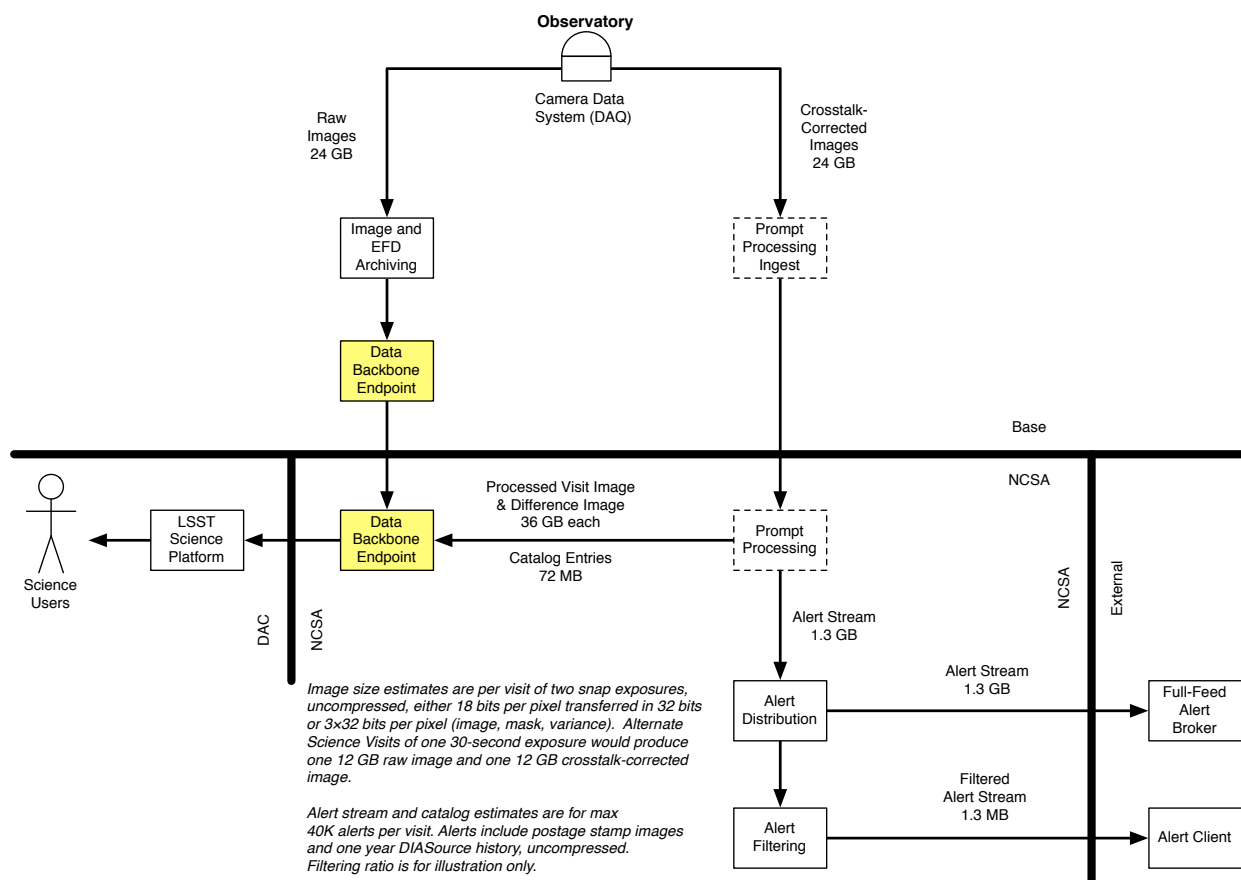 Observatory
Camera Data
System (DAQ)
Raw
Images
24 GB
Crosstalk-
Corrected
Images
24 GB
Image and
EFD
Archiving
Prompt
Processing
Ingest
Data
Backbone
Endpoint
Base
NCSA
Science
Users
LSST
Science
Platform
DAC
NCSA
Data
Backbone
Endpoint
Processed Visit Image
& Difference Image
36 GB each
Catalog Entries
72 MB
Prompt
Processing
NCSA
External
Alert Stream
1.3 GB
Alert
Distribution
Alert Stream
1.3 GB
Full-Feed
Alert
Broker
Alert
Filtering
Filtered
Alert Stream
1.3 MB
Alert Client
Image size estimates are per visit of two snap exposures,
uncompressed, either 18 bits per pixel transferred in 32 bits
or 3×32 bits per pixel (image, mask, variance).  Alternate
Science Visits of one 30-second exposure would produce
one 12 GB raw image and one 12 GB crosstalk-corrected
image.
Alert stream and catalog estimates are for max
40K alerts per visit. Alerts include postage stamp images
and one year DIASource history, uncompressed.
Filtering ratio is for illustration only.